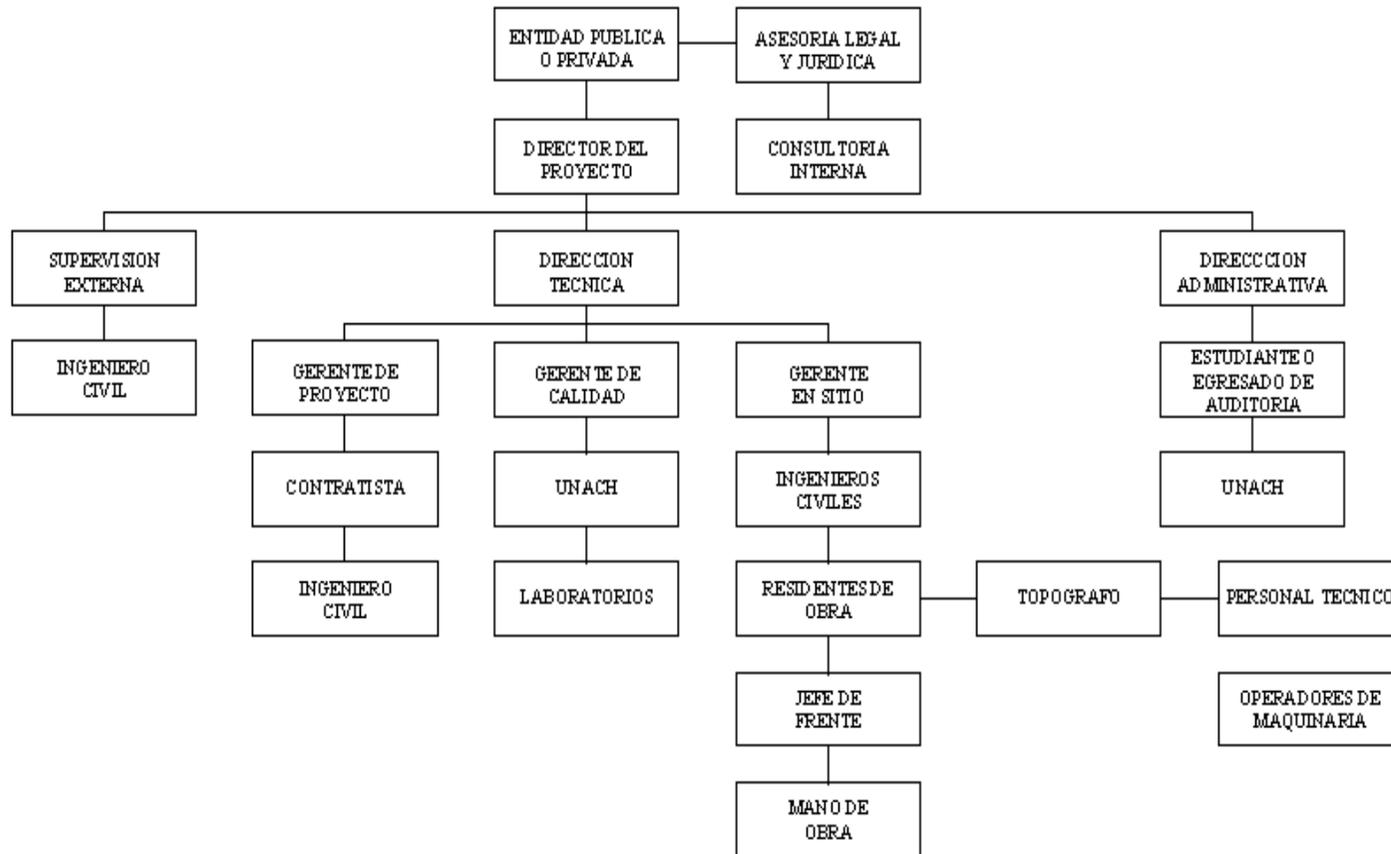 ENTIDAD PUBLICA
O PRIVADA
ASESORIA LEGAL
Y JURIDICA
DIRECTOR DEL
PROYECTO
CONSULTORIA
INTERNA
SUPERVISION
EXTERNA
DIRECCION
TECNICA
DIRECCCION
ADMINISTRATIVA
INGENIERO
CIVIL
GERENTE DE
PROYECTO
GERENTE DE
CALIDAD
GERENTE
EN SITIO
ESTUDIANTE O
EGRESADO DE
AUDITORIA
CONTRATISTA
UNACH
INGENIEROS
CIVILES
UNACH
INGENIERO
CIVIL
LABORATORIOS
RESIDENTES DE
OBRA
TOPOGRAFO
PERSONAL TECNICO
JEFE DE
FRENTE
OPERADORES DE
MAQUINARIA
MANO DE
OBRA